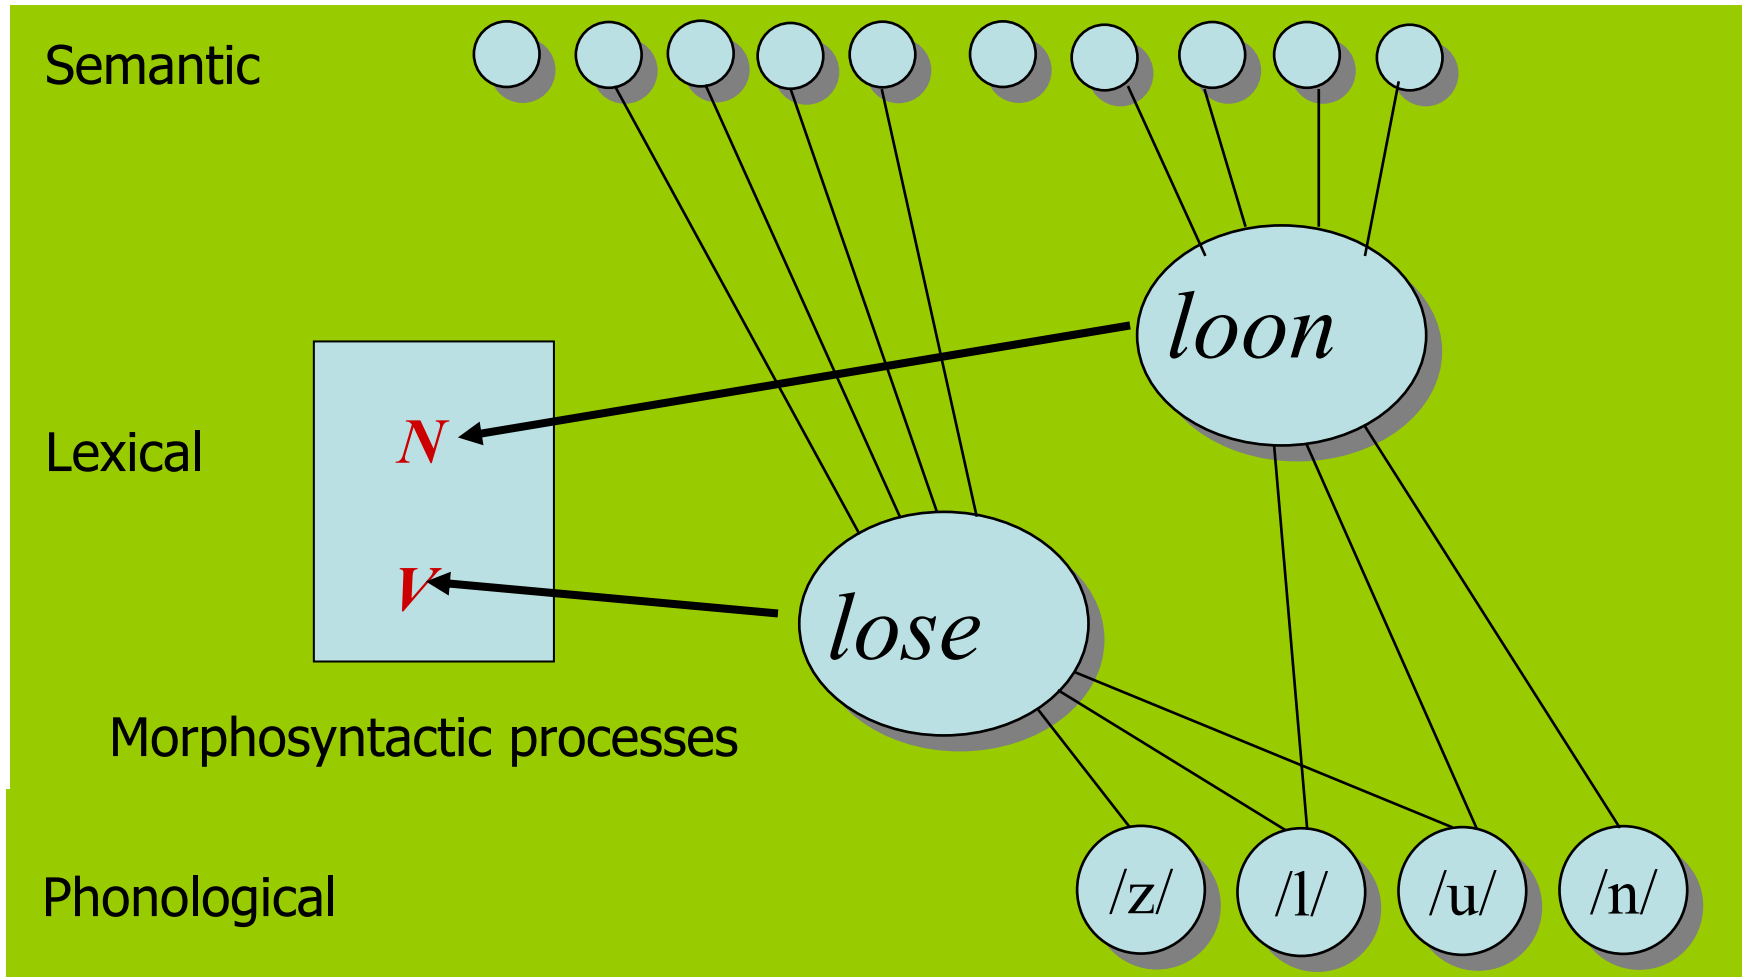 Semantic
loon
N
Lexical
V
lose
Morphosyntactic processes
Phonological
/z/ /l/ /u/ /n/